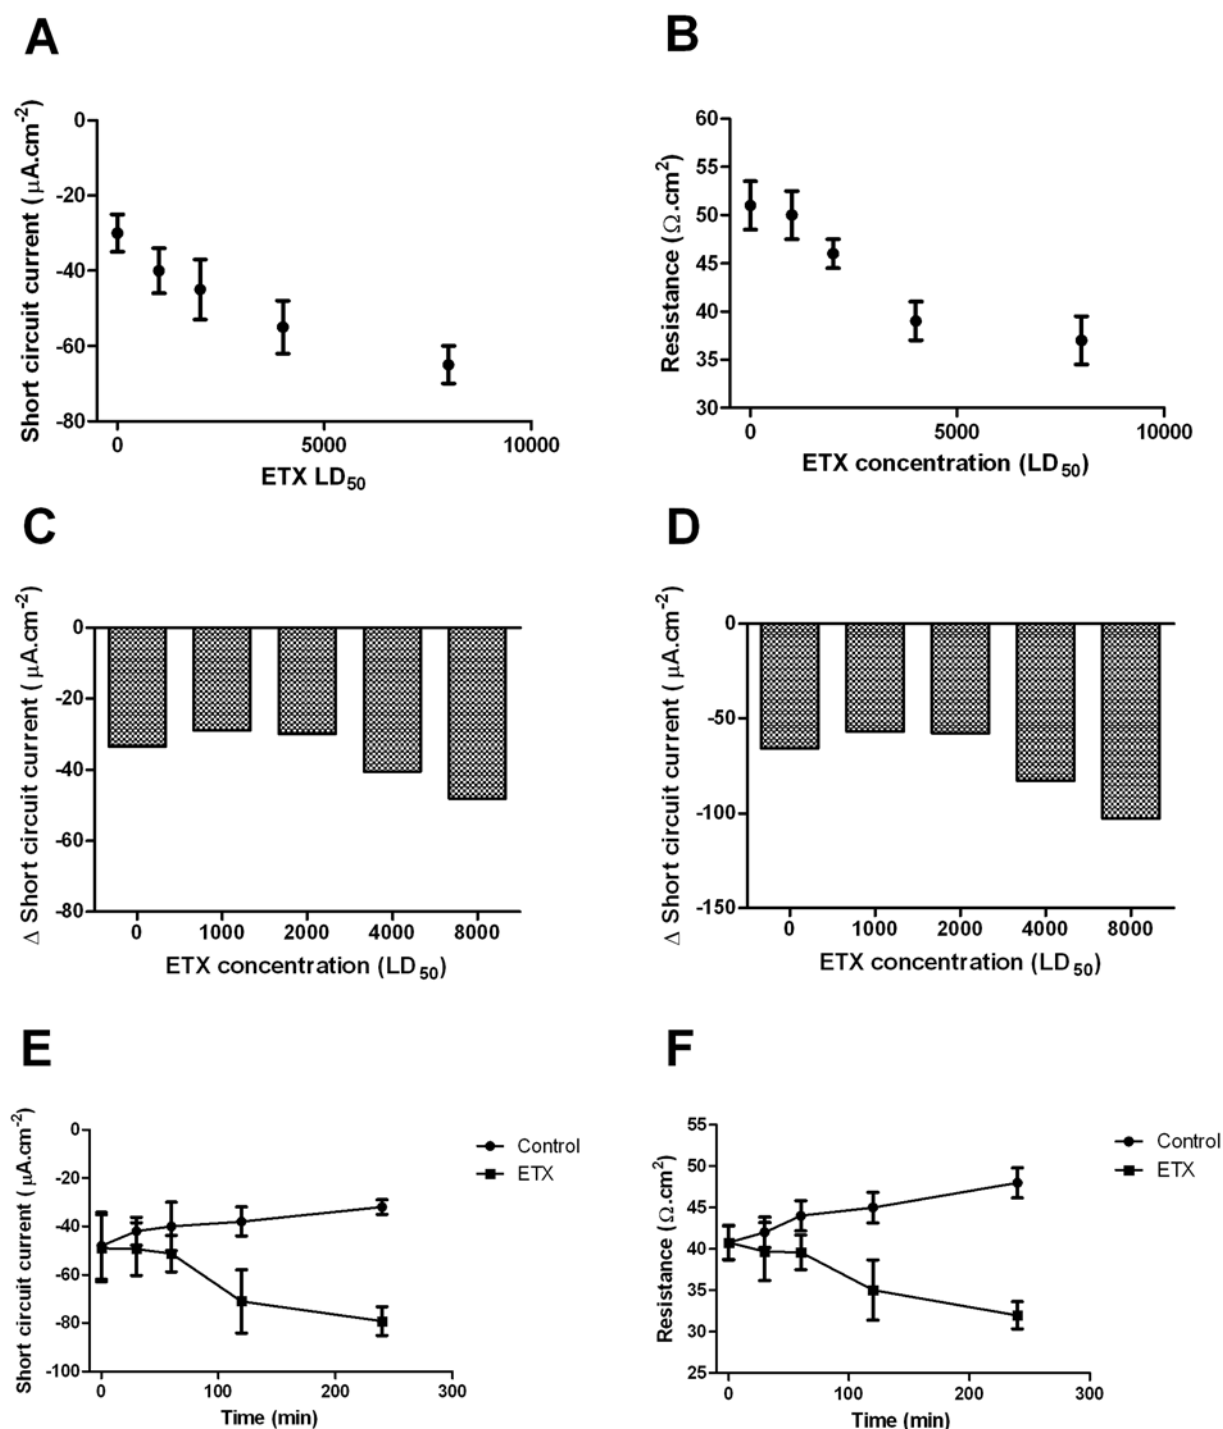 A
Short circuit current (μA.cm-2)
0
-20
-40
-60
-80
0
5000
10000
ETX LD50
B
Resistance (Ω.cm2)
60
55
50
45
40
35
30
0
5000
10000
ETX concentration (LD50)
C
Δ Short circuit current ( μA.cm-2)
0
-20
-40
-60
-80
0
1000
2000
4000
8000
ETX concentration (LD50)
D
Δ Short circuit current ( μA.cm-2)
0
-50
-100
-150
0
1000
2000
4000
8000
ETX concentration (LD50)
E
Short circuit current ( μA.cm-2)
0
-20
-40
-60
-80
-100
0
100
200
300
Time (min)
Control
ETX
F
Resistance (Ω.cm2)
55
50
45
40
35
30
25
0
100
200
300
Time (min)
Control
ETX